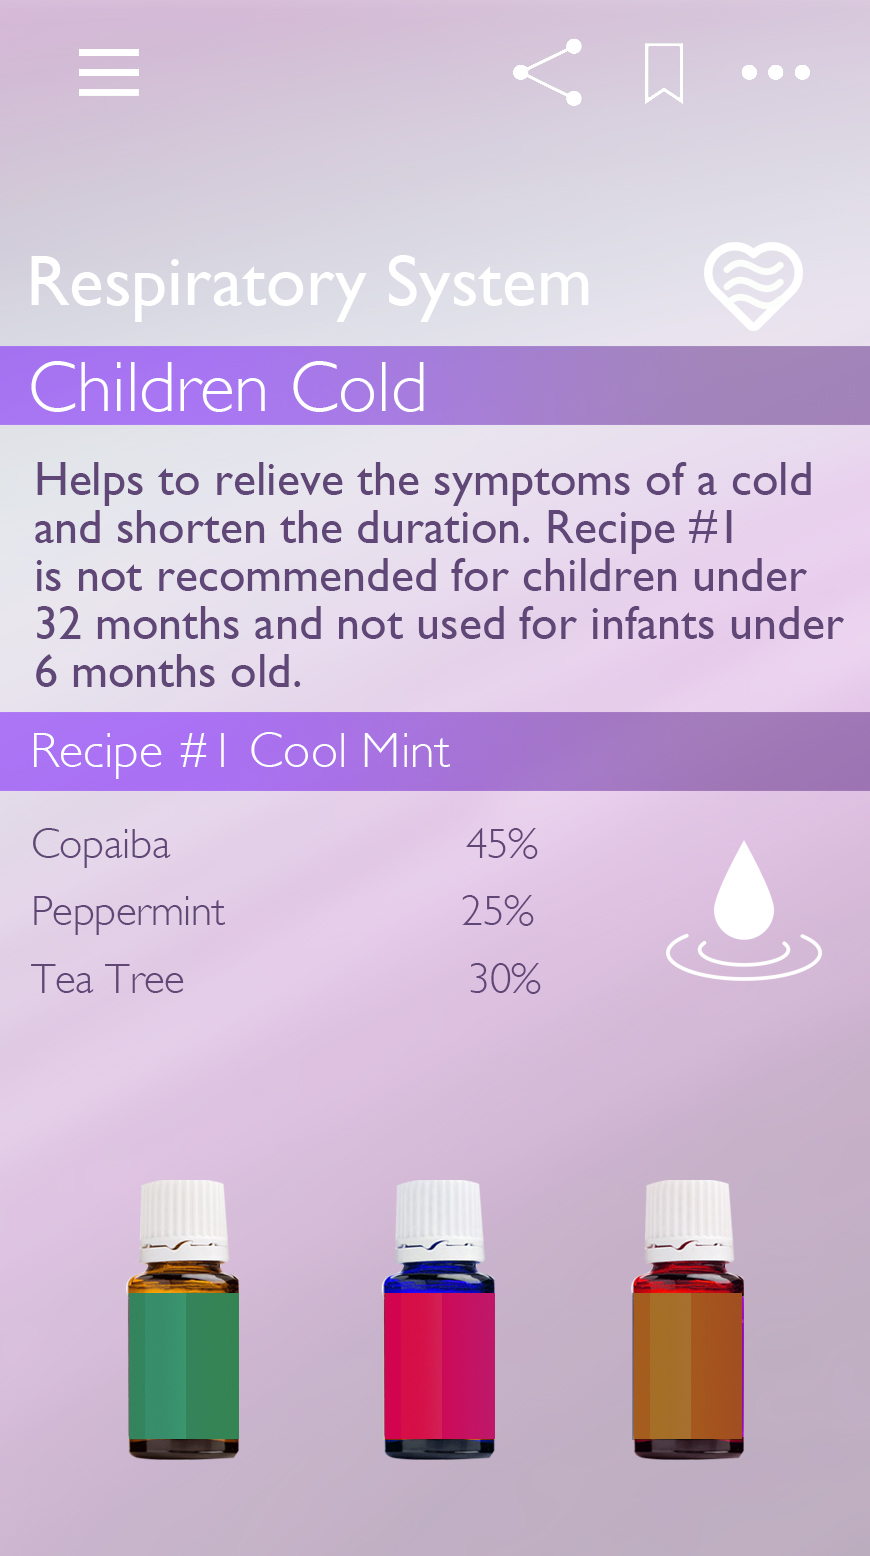 Respiratory System
Children Cold
Helps to relieve the symptoms of a cold
and shorten the duration. Recipe #1
is not recommended for children under
32 months and not used for infants under
6 months old.
Recipe #1 Cool Mint
Copaiba 45%
Peppermint 25%
Tea Tree 30%